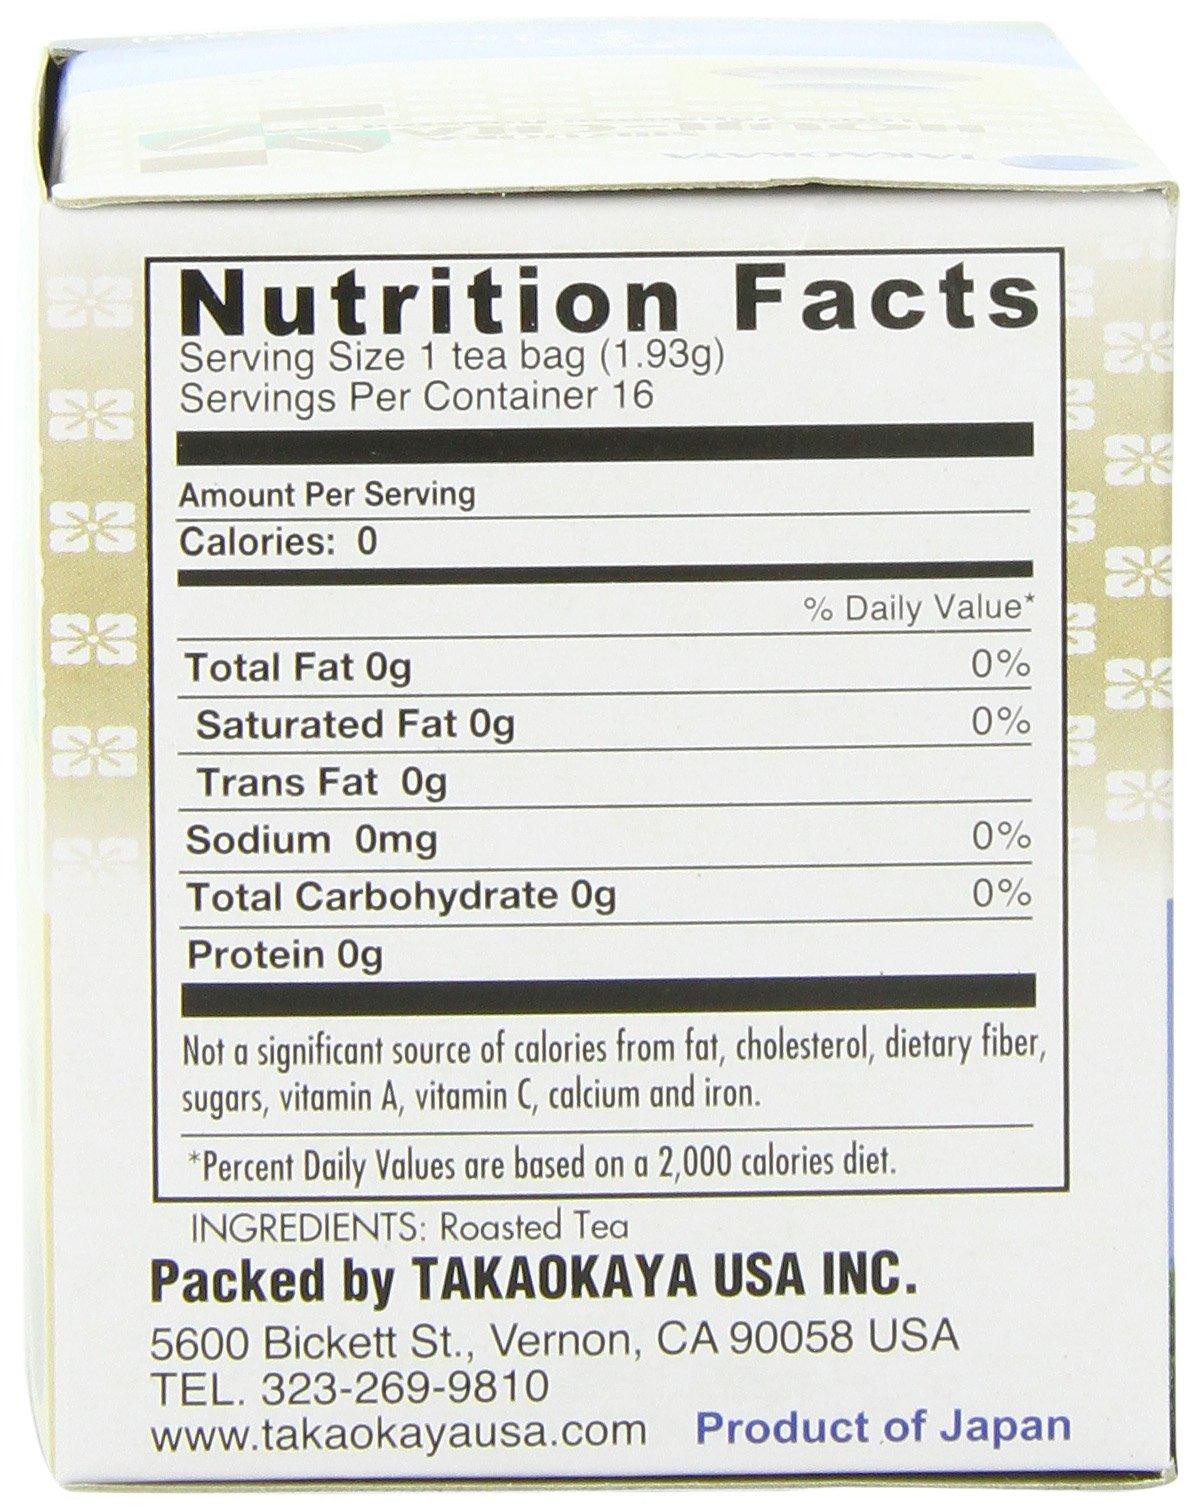 TAKAOKAYA
HOUJI CHA
Nutrition Facts
Serving Size 1 tea bag (1.93g)
Servings Per Container 16
Amount Per Serving
Calories: 0
% Daily Value*
Total Fat 0g 0%
Saturated Fat 0g 0%
Trans Fat 0g
Sodium 0mg 0%
Total Carbohydrate 0g 0%
Protein 0g
Not a significant source of calories from fat, cholesterol, dietary fiber,
sugars, vitamin A, vitamin C, calcium and iron.
*Percent Daily Values are based on a 2,000 calories diet.
INGREDIENTS: Roasted Tea
Packed by TAKAOKAYA USA INC.
5600 Bickett St., Vernon, CA 90058 USA
TEL. 323-269-9810
www.takaokayausa.com Product of Japan